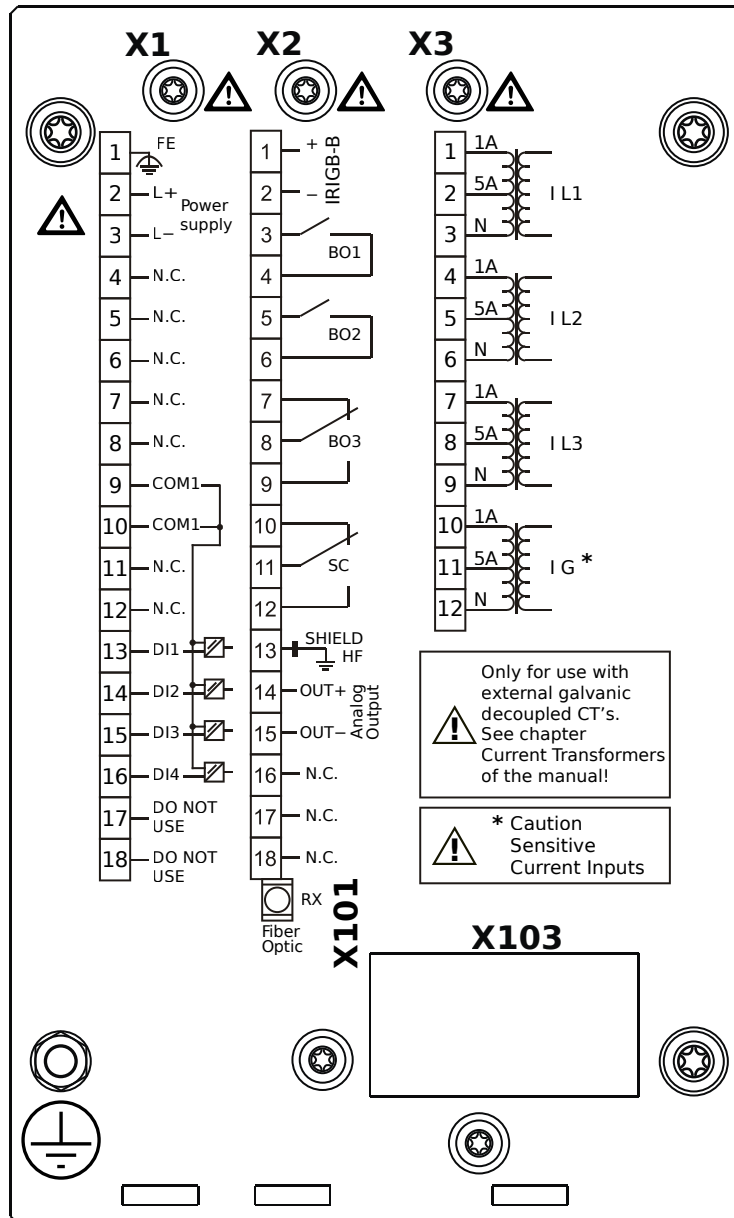 X1
X2
X3
1
FE
2
L+
Power
supply
3
L−
4
N.C.
5
N.C.
6
N.C.
7
N.C.
8
N.C.
9
COM1
10
COM1
11
N.C.
12
N.C.
13
DI1
14
DI2
15
DI3
16
DI4
17
DO NOT
USE
18
DO NOT
USE
1
+
2
−
IRIGB-B
3
BO1
4
5
BO2
6
7
8
BO3
9
10
11
SC
12
13
SHIELD
HF
14
OUT+
15
OUT−
Analog
Output
16
N.C.
17
N.C.
18
N.C.
RX
Fiber
Optic
X101
1
1A
2
5A
I L1
3
N
4
1A
5
5A
I L2
6
N
7
1A
8
5A
I L3
9
N
10
1A
11
5A
I G *
12
N
Only for use with
external galvanic
decoupled CT's.
See chapter
Current Transformers
of the manual!
* Caution
Sensitive
Current Inputs
X103